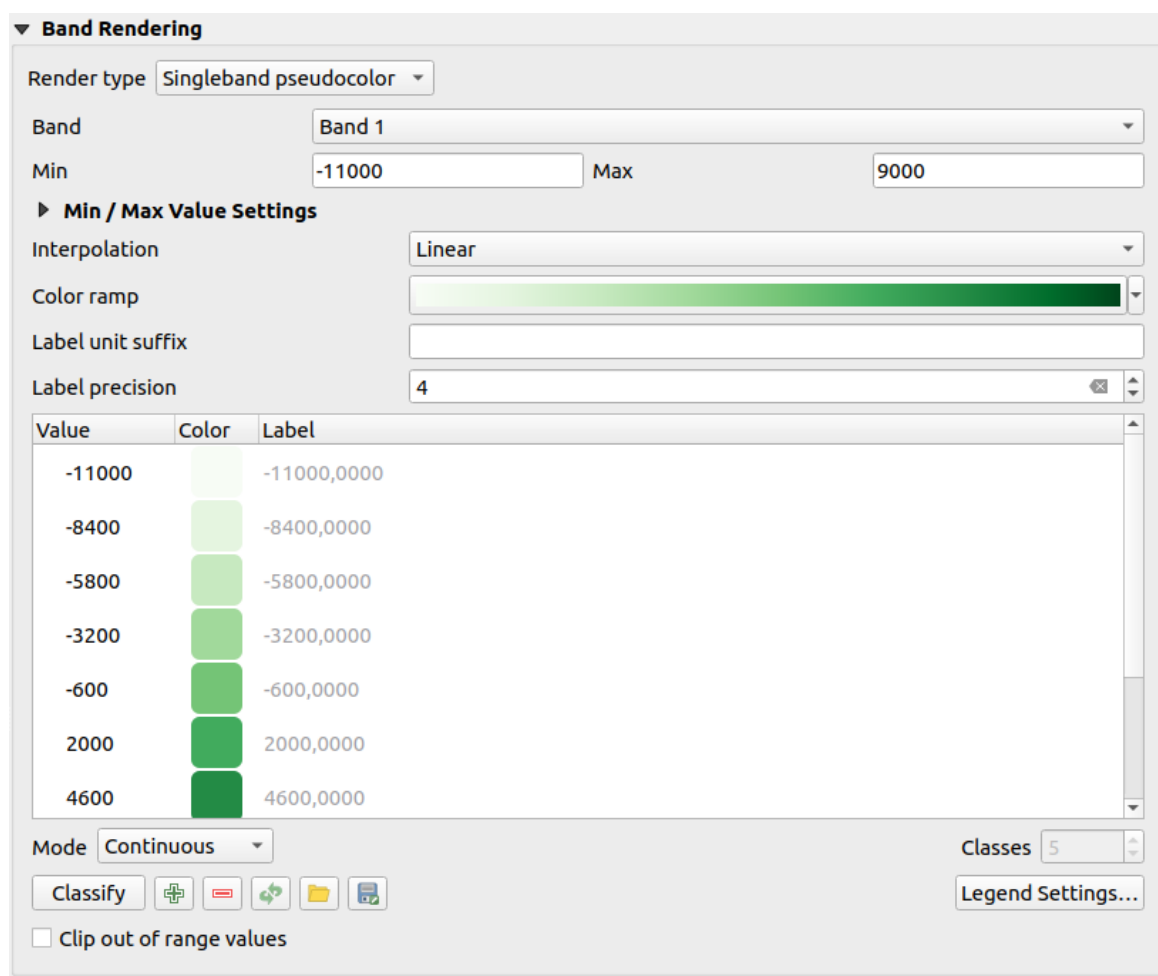 Band Rendering
Render type Singleband pseudocolor
Band Band 1
Min -11000 Max 9000
Min / Max Value Settings
Interpolation Linear
Color ramp
Label unit suffix
Label precision 4
Value Color Label
-11000 -11000,0000
-8400 -8400,0000
-5800 -5800,0000
-3200 -3200,0000
-600 -600,0000
2000 2000,0000
4600 4600,0000
Mode Continuous Classes 5
Classify Legend Settings...
Clip out of range values